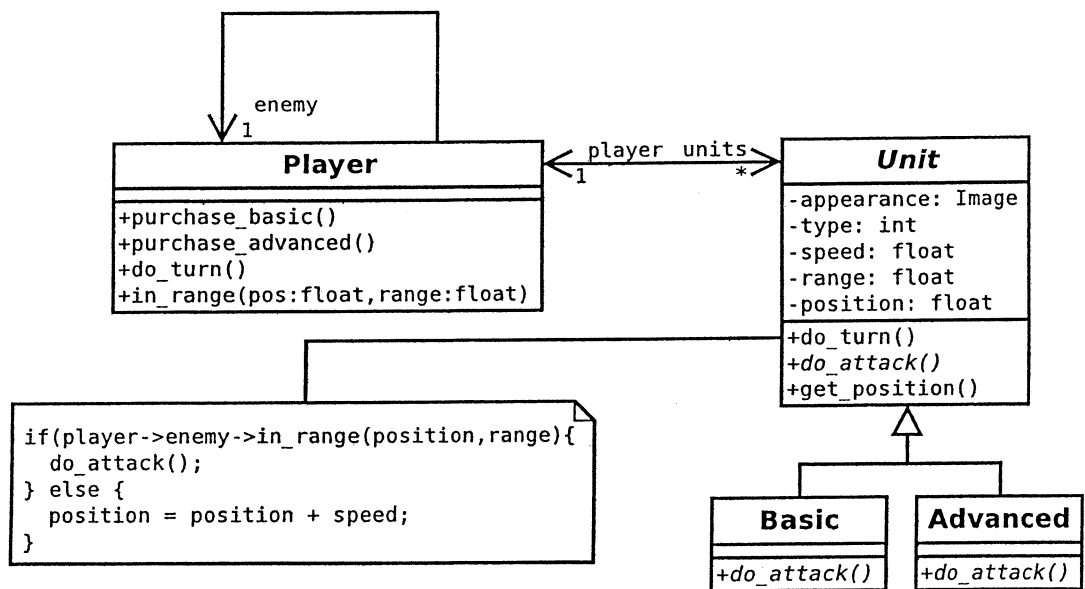 enemy
1
Player
+purchase_basic()
+purchase_advanced()
+do_turn()
+in_range(pos:float,range:float)
player units
1 *
Unit
-appearance: Image
-type: int
-speed: float
-range: float
-position: float
+do_turn()
+do_attack()
+get_position()
if(player->enemy->in_range(position,range){
do_attack();
} else {
position = position + speed;
}
Basic
+do_attack()
Advanced
+do_attack()